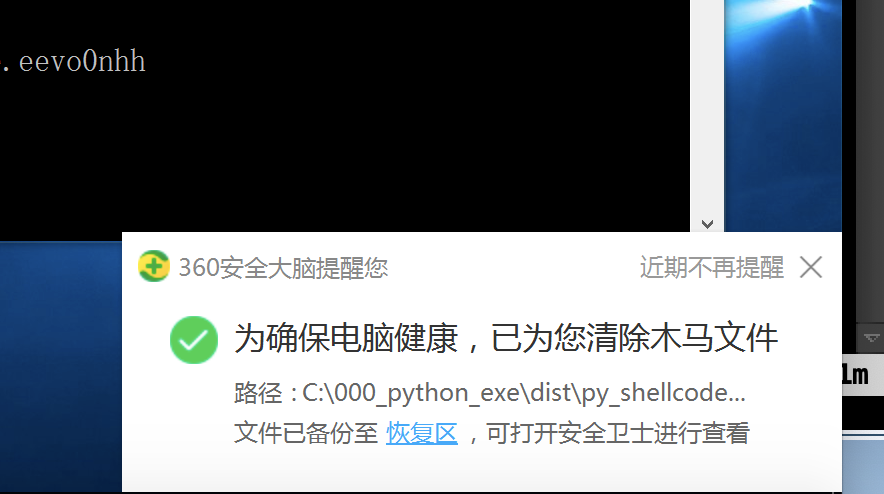 .eevo0nhh
360安全大脑提醒您 近期不再提醒
为确保电脑健康，已为您清除木马文件
路径：C:\000_python_exe\dist\py_shellcode...
文件已备份至 恢复区 ，可打开安全卫士进行查看
1m